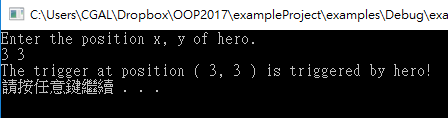 C:\Users\CGAL\Dropbox\OOP2017\exampleProject\examples\Debug\exa
Enter the position x, y of hero.
3 3
The trigger at position ( 3, 3 ) is triggered by hero!
請按任意鍵繼續 . . .